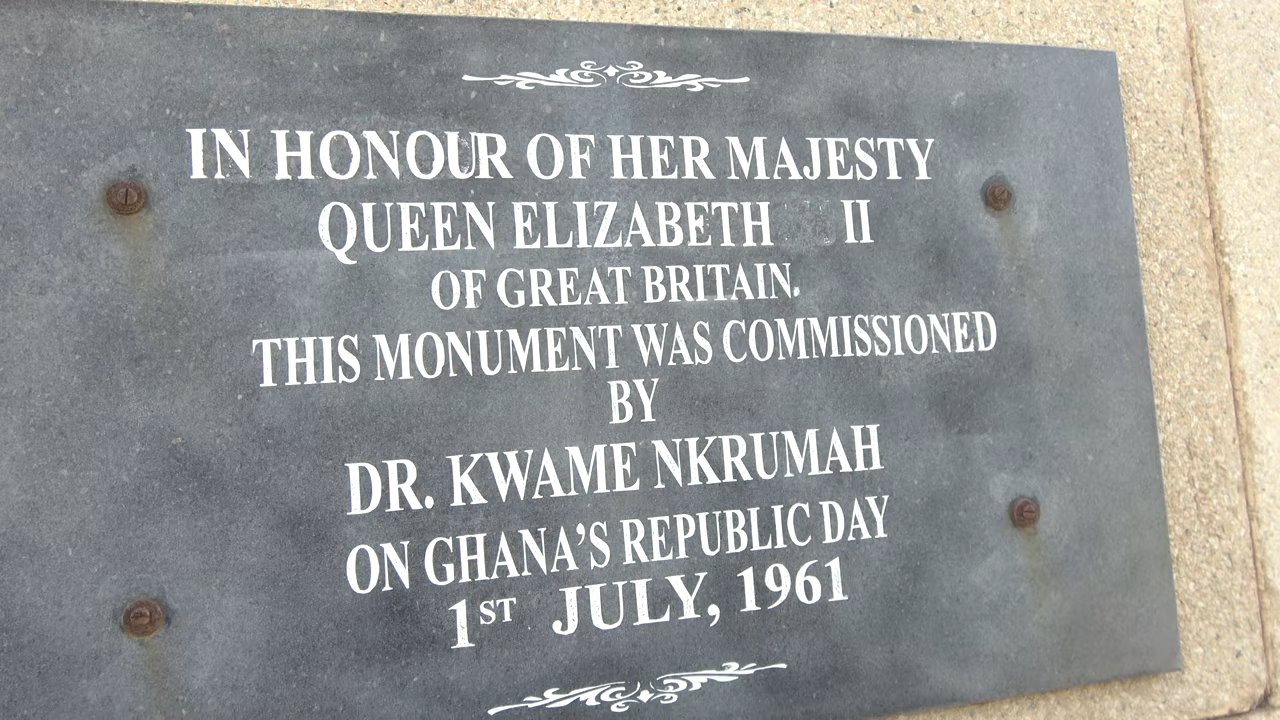 IN HONOUR OF HER MAJESTY
QUEEN ELIZABETH II
OF GREAT BRITAIN.
THIS MONUMENT WAS COMMISSIONED
BY
DR. KWAME NKRUMAH
ON GHANA'S REPUBLIC DAY
1ST JULY, 1961